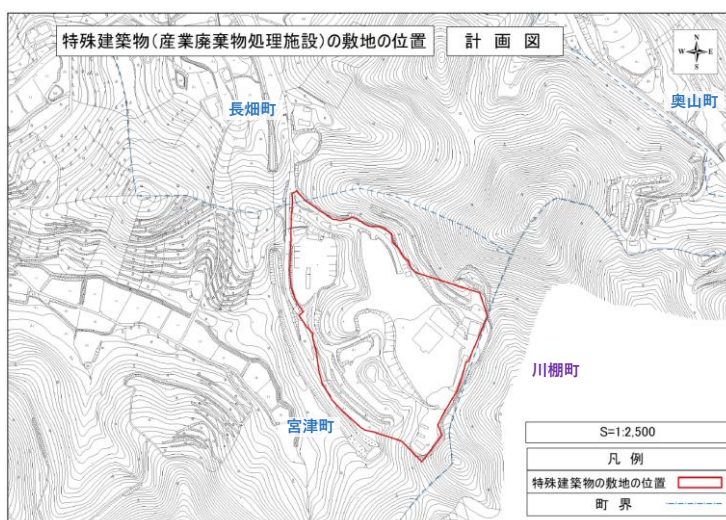 特殊建築物(産業廃棄物処理施設)の敷地の位置 計画図
N
W E
S
奥山町
長畑町
川棚町
宮津町
S=1:2,500
凡例
特殊建築物の敷地の位置
町界